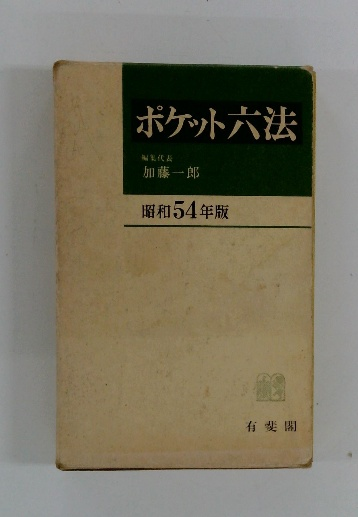 ポケット六法
編集代表
加藤一郎
昭和54年版
有斐閣